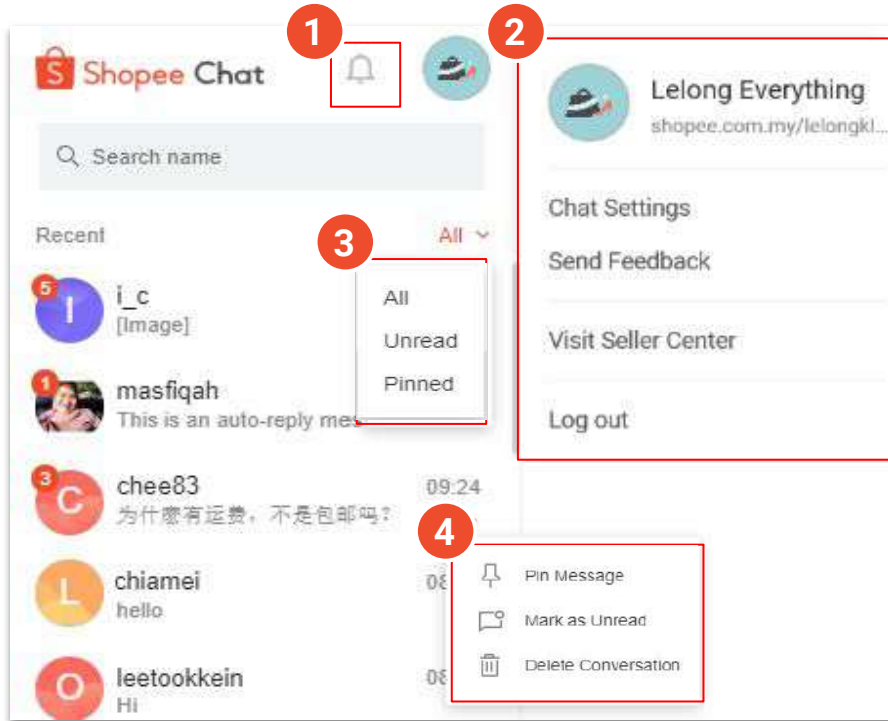 1
2
Shopee Chat
Lelong Everything
shopee.com.my/lelongkl...
Search name
Chat Settings
Recent
3
All
Send Feedback
5
I
i_c
[Image]
All
Unread
Pinned
Visit Seller Center
1
masfiqah
This is an auto-reply mes
Log out
3
C
chee83
09:24
为什麼有运费，不是包邮吗？
4
L
chiamei
08
hello
Pin Message
Mark as Unread
Delete Conversation
O
leetookkein
08
Hi